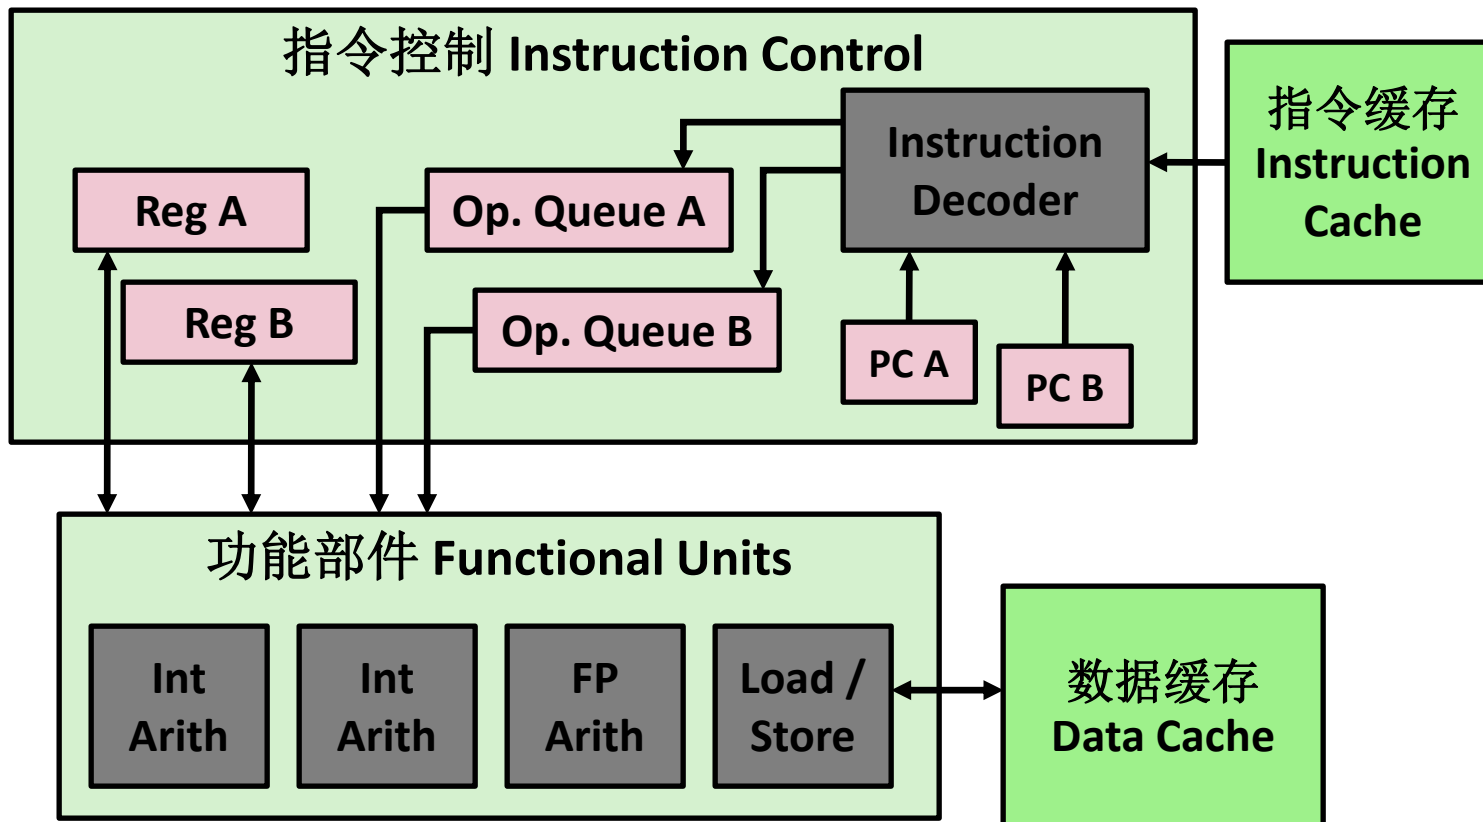 指令控制 Instruction Control
Instruction
Decoder
指令缓存
Instruction
Cache
Reg A
Op. Queue A
Reg B
Op. Queue B
PC A
PC B
功能部件 Functional Units
Int
Arith
Int
Arith
FP
Arith
Load /
Store
数据缓存
Data Cache